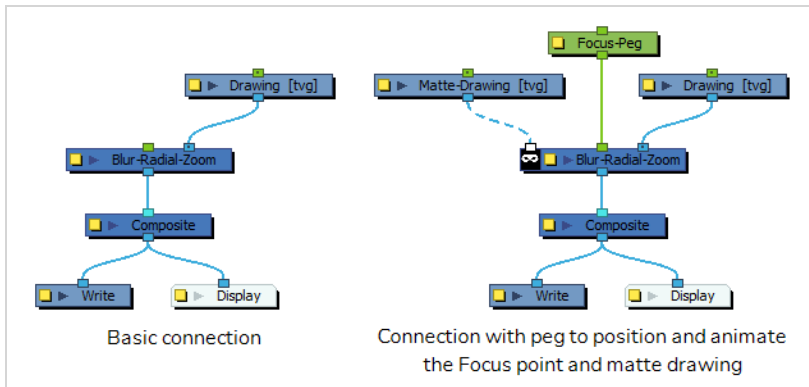 Drawing [tvg]
Blur-Radial-Zoom
Composite
Write
Display
Basic connection
Focus-Peg
Matte-Drawing [tvg]
Drawing [tvg]
Blur-Radial-Zoom
Composite
Write
Display
Connection with peg to position and animate
the Focus point and matte drawing